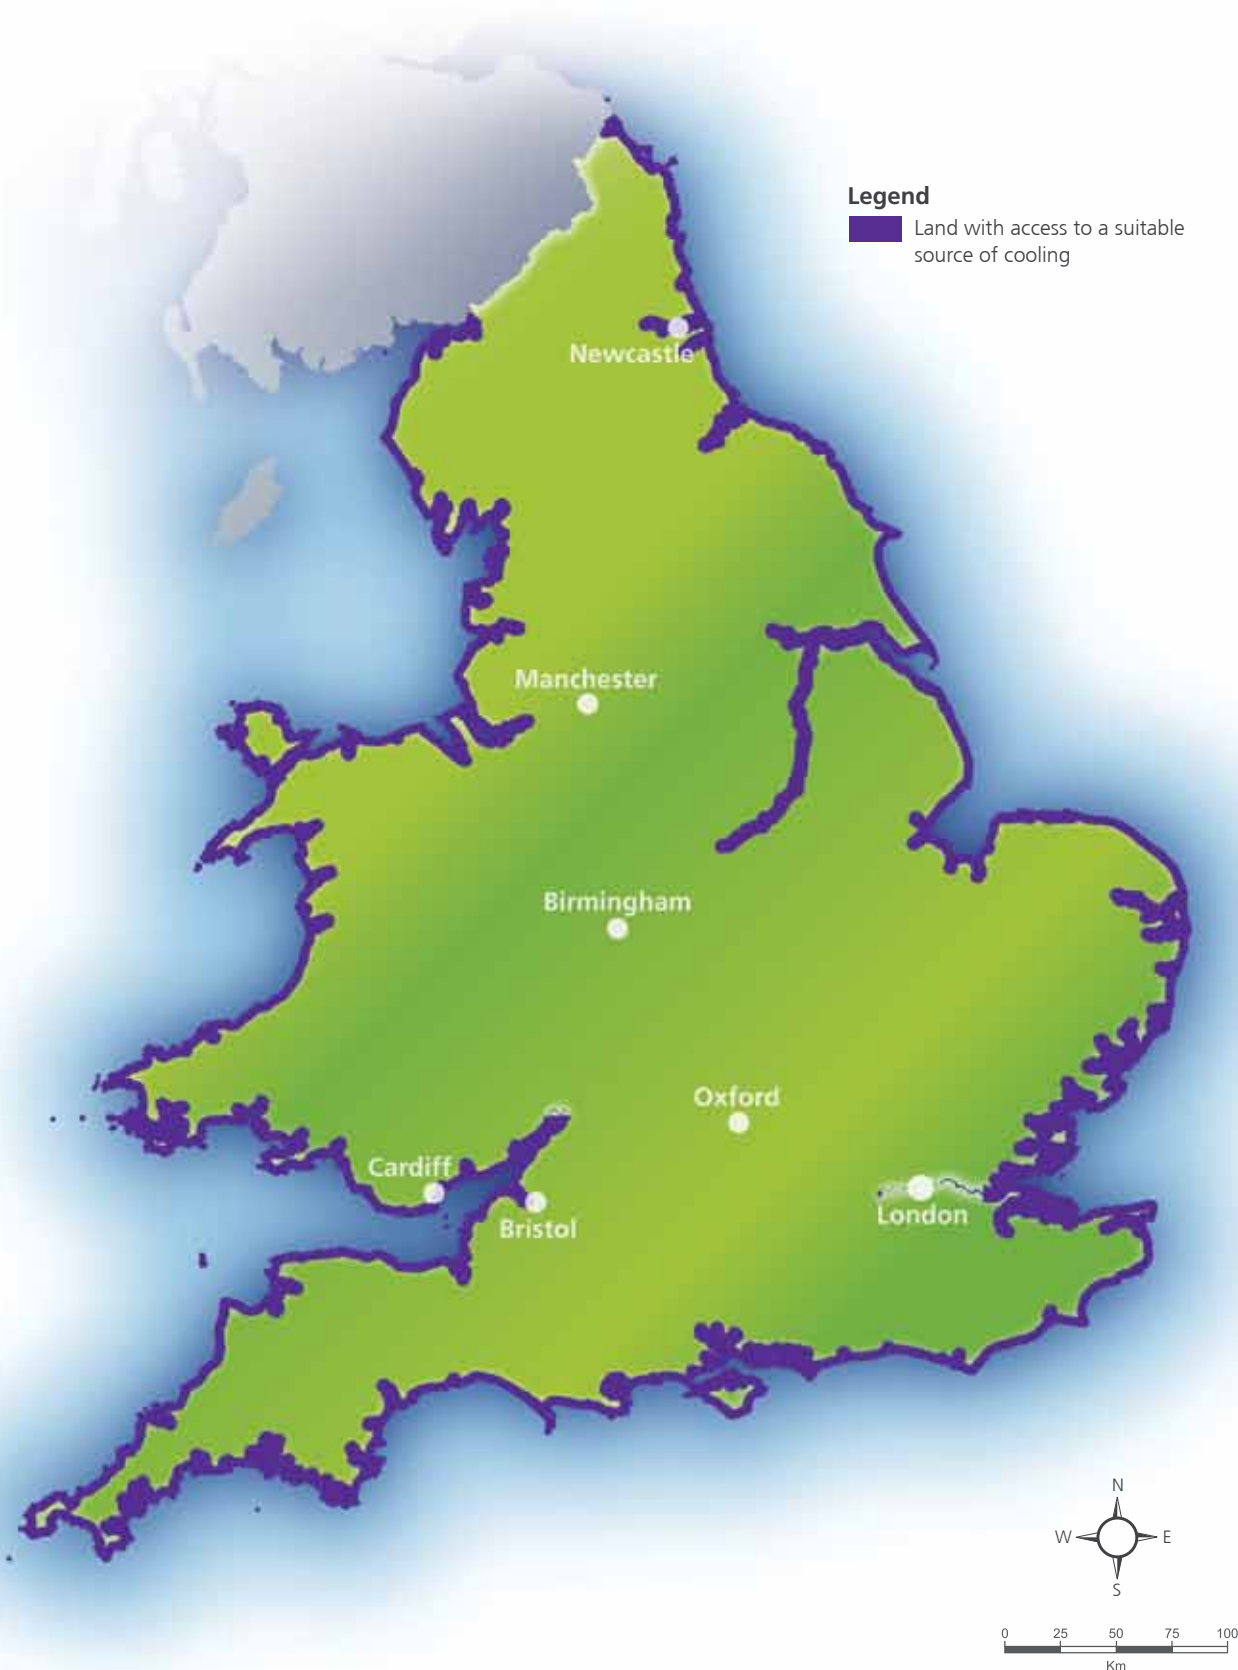 Legend
Land with access to a suitable
source of cooling
Newcastle
Manchester
Birmingham
Oxford
Cardiff
London
Bristol
N
W E
S
0 25 50 75 100
Km